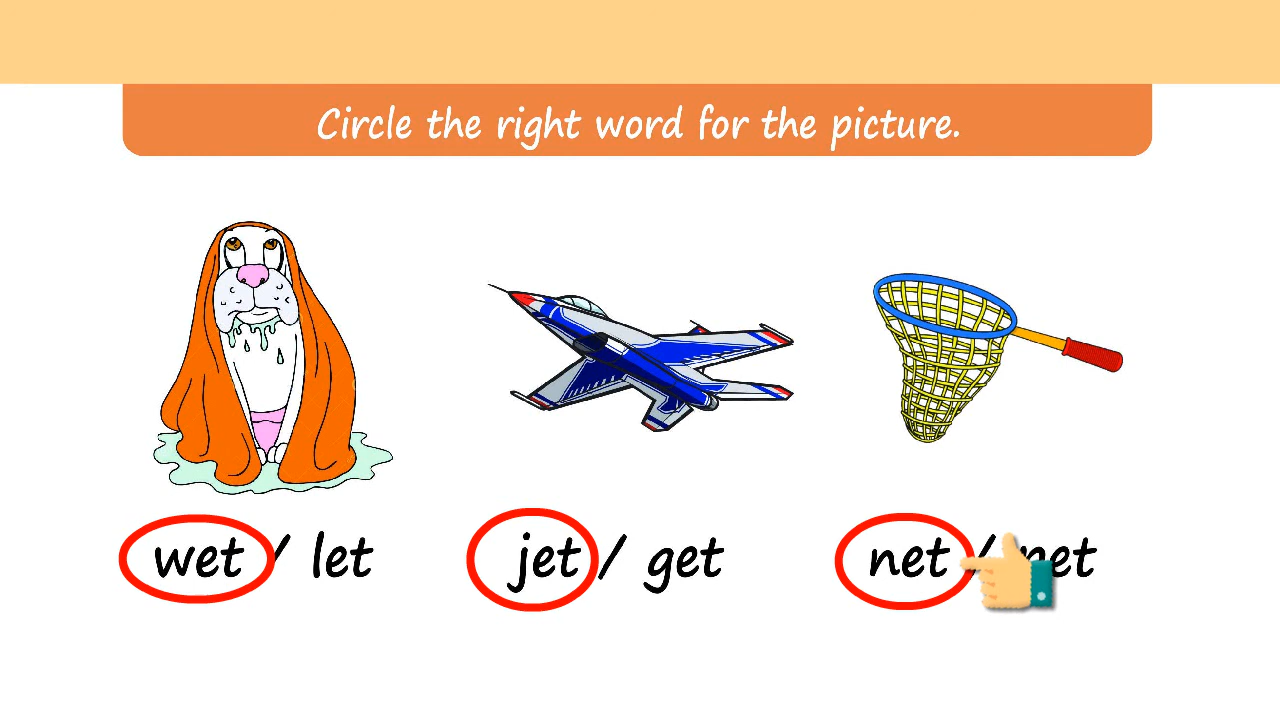 Circle the right word for the picture.
wet / let
jet / get
net /